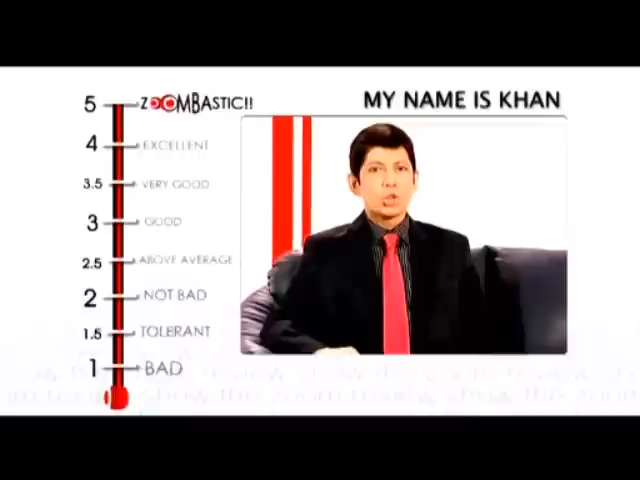 MY NAME IS KHAN
5 ZOOMBASTIC!!
4 EXCELLENT
3.5 VERY GOOD
3 GOOD
2.5 ABOVE AVERAGE
2 NOT BAD
1.5 TOLERANT
1 BAD